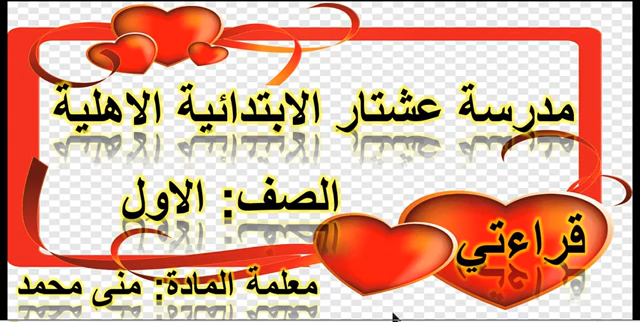 مدرسة عشتار الابتدائية الاهلية
الصف: الاول
قراءتي
معلمة المادة: منى محمد